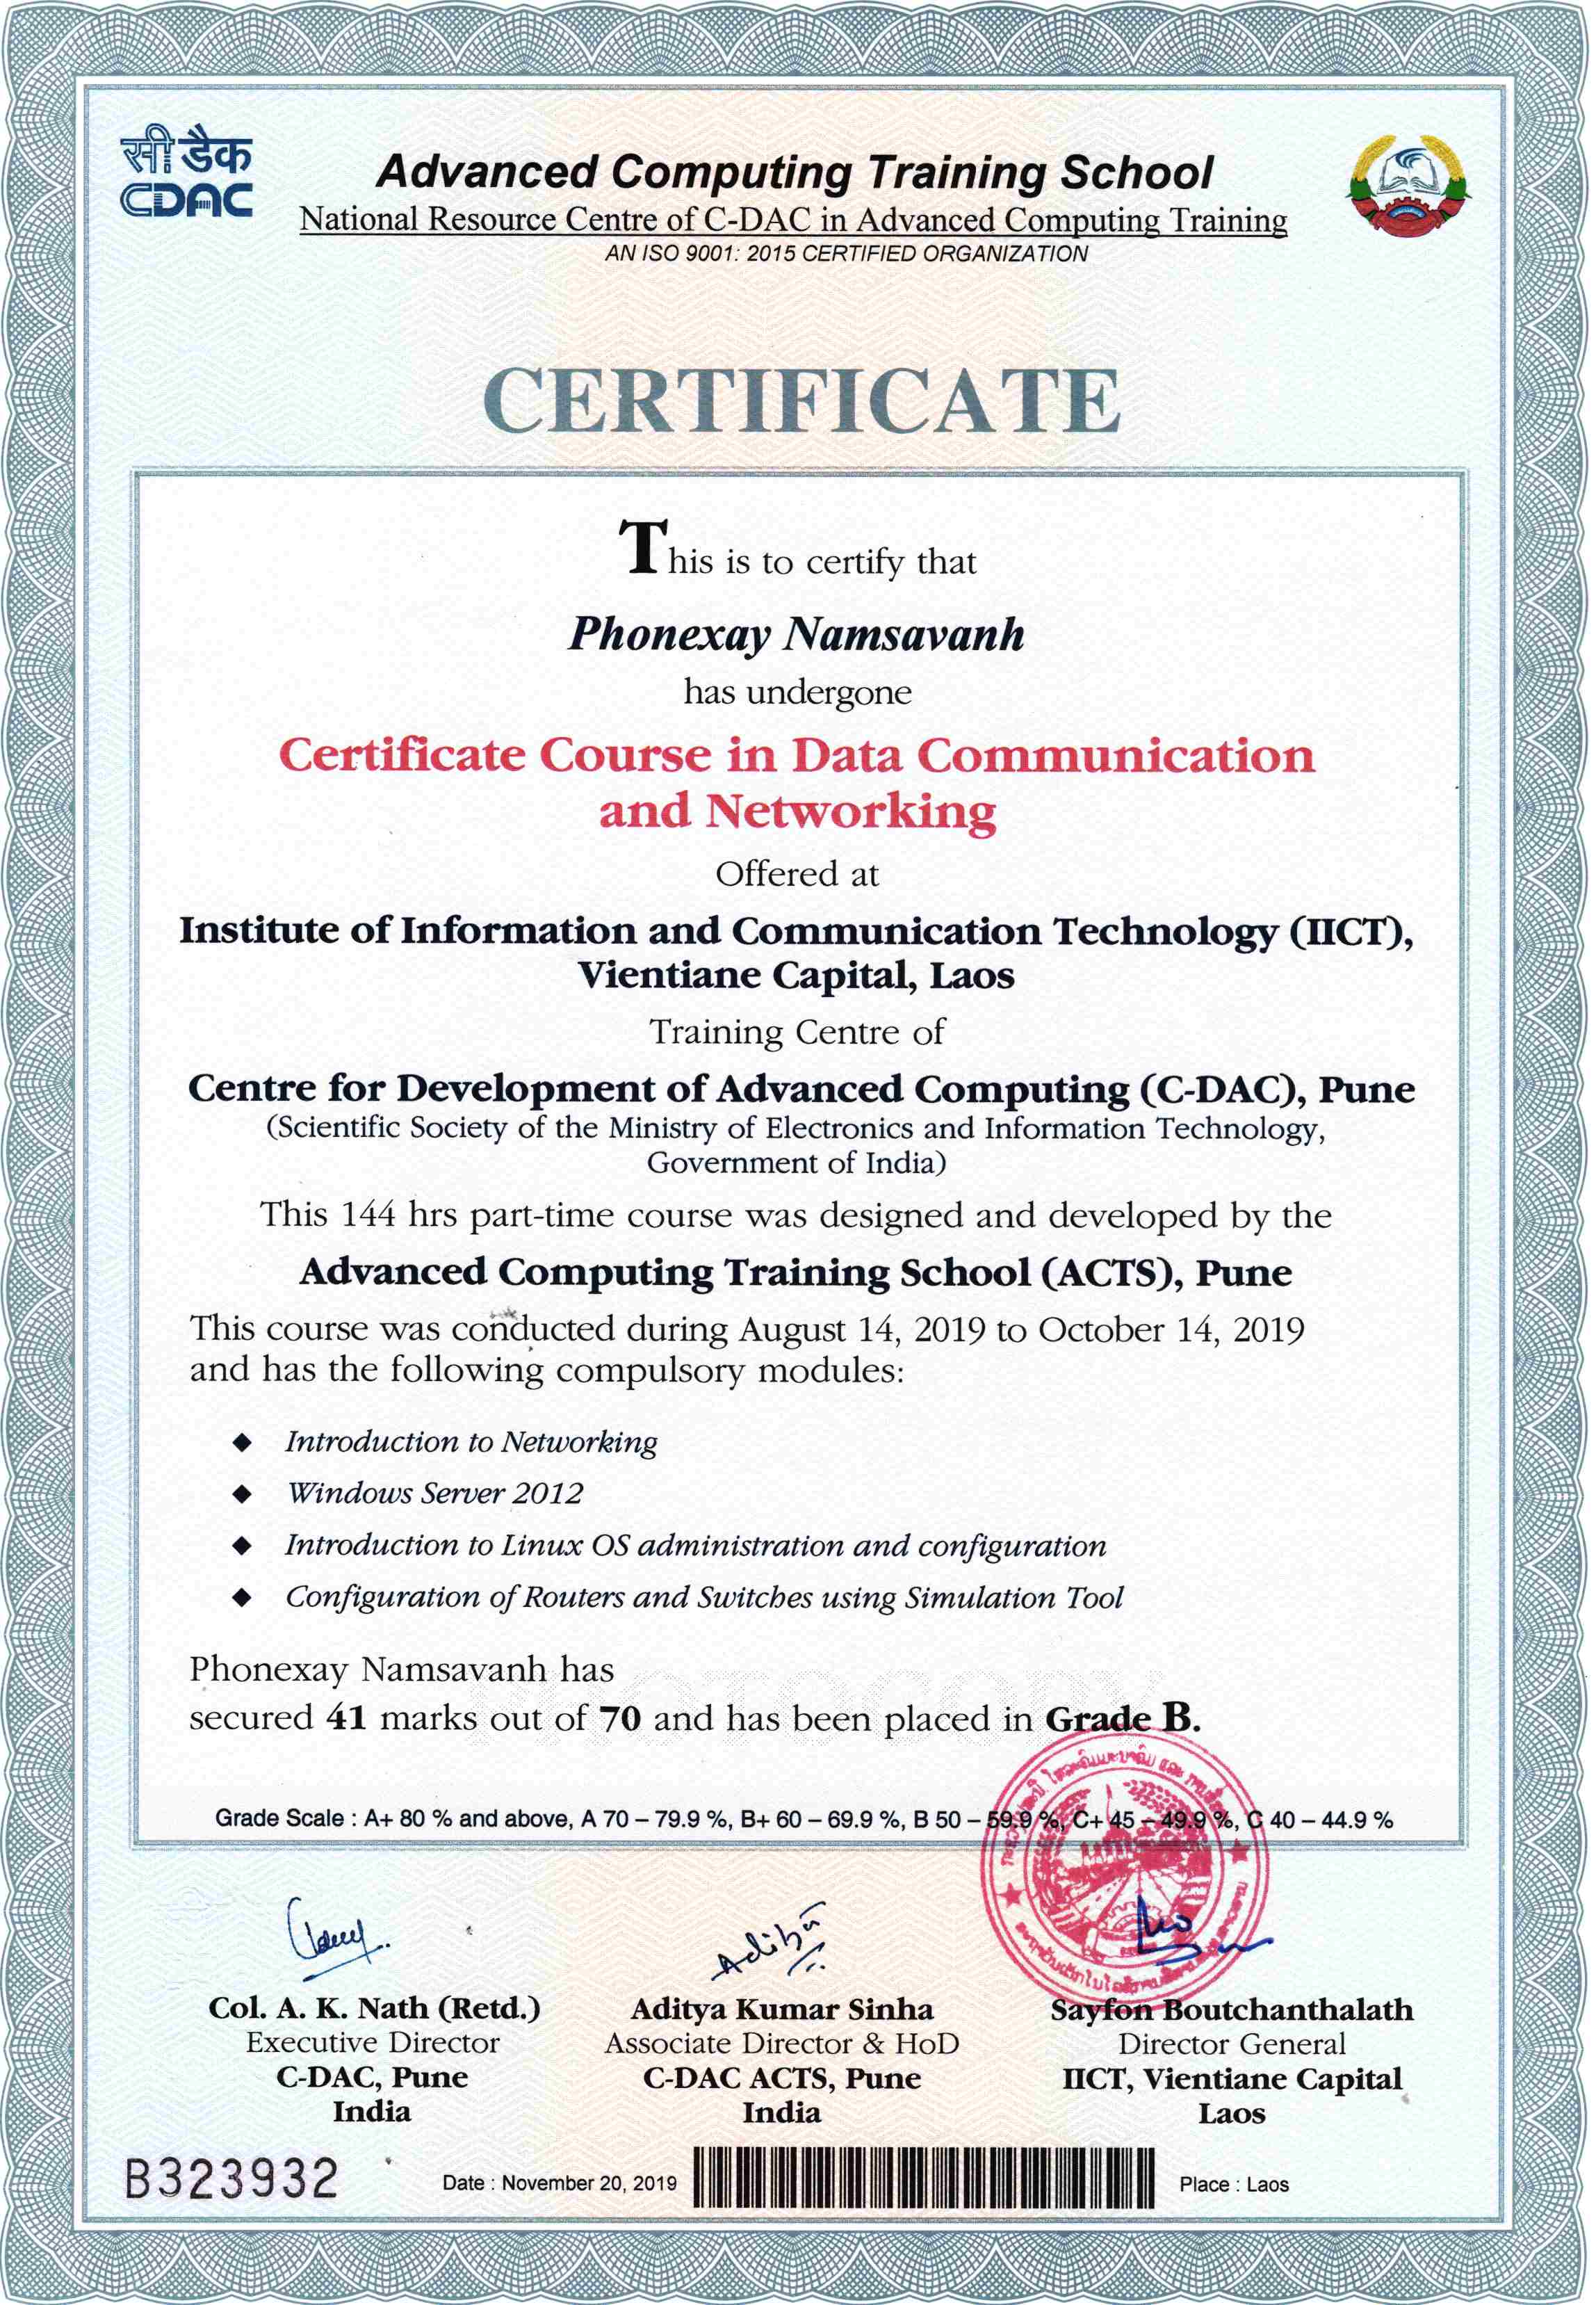 सी डैक
CDAC
Advanced Computing Training School
National Resource Centre of C-DAC in Advanced Computing Training
AN ISO 9001: 2015 CERTIFIED ORGANIZATION
CERTIFICATE
This is to certify that
Phonexay Namsavanh
has undergone
Certificate Course in Data Communication
and Networking
Offered at
Institute of Information and Communication Technology (IICT),
Vientiane Capital, Laos
Training Centre of
Centre for Development of Advanced Computing (C-DAC), Pune
(Scientific Society of the Ministry of Electronics and Information Technology,
Government of India)
This 144 hrs part-time course was designed and developed by the
Advanced Computing Training School (ACTS), Pune
This course was conducted during August 14, 2019 to October 14, 2019
and has the following compulsory modules:
◆ Introduction to Networking
◆ Windows Server 2012
◆ Introduction to Linux OS administration and configuration
◆ Configuration of Routers and Switches using Simulation Tool
Phonexay Namsavanh has
secured 41 marks out of 70 and has been placed in Grade B.
Grade Scale : A+ 80 % and above, A 70 – 79.9 %, B+ 60 – 69.9 %, B 50 – 59.9 %, C+ 45 – 49.9 %, C 40 – 44.9 %
Aditya
Col. A. K. Nath (Retd.)
Executive Director
C-DAC, Pune
India
Aditya Kumar Sinha
Associate Director & HoD
C-DAC ACTS, Pune
India
Sayfon Boutchanthalath
Director General
IICT, Vientiane Capital
Laos
B323932
Date : November 20, 2019
Place : Laos